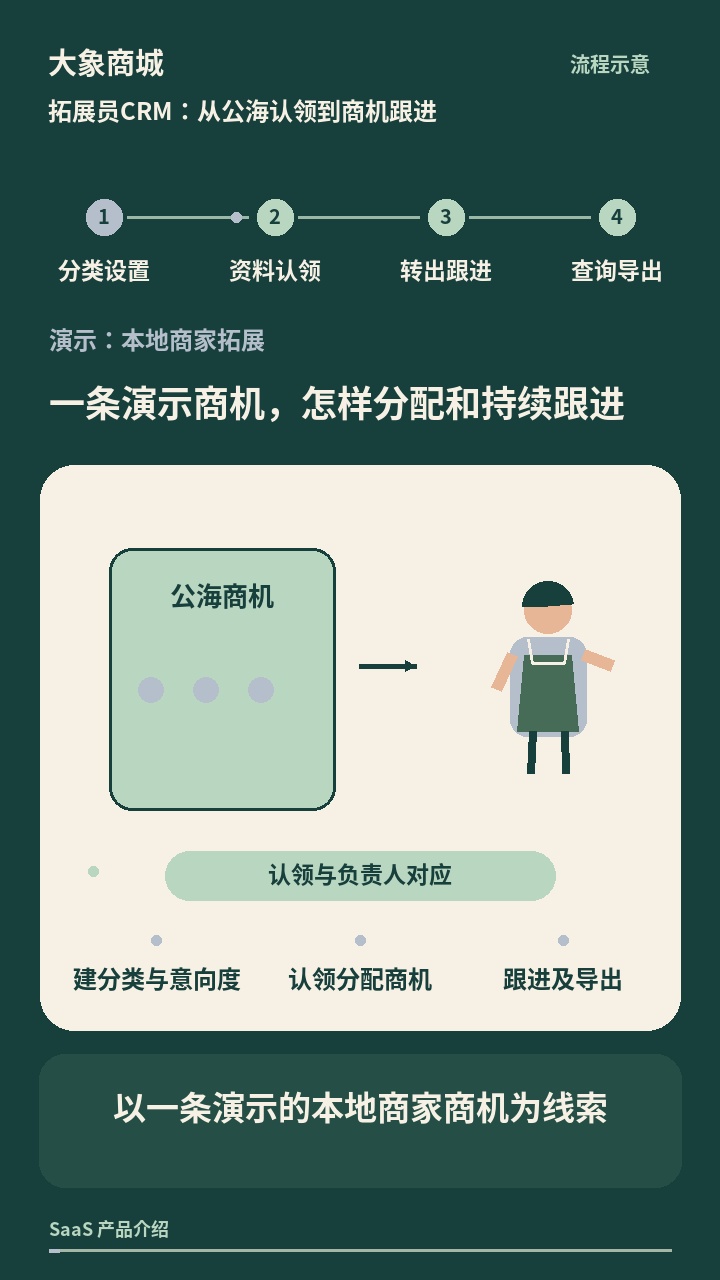 大象商城
流程示意
拓展员CRM：从公海认领到商机跟进
1 2 3 4
分类设置 资料认领 转出跟进 查询导出
演示：本地商家拓展
一条演示商机，怎样分配和持续跟进
公海商机
认领与负责人对应
建分类与意向度 认领分配商机 跟进及导出
以一条演示的本地商家商机为线索
SaaS 产品介绍